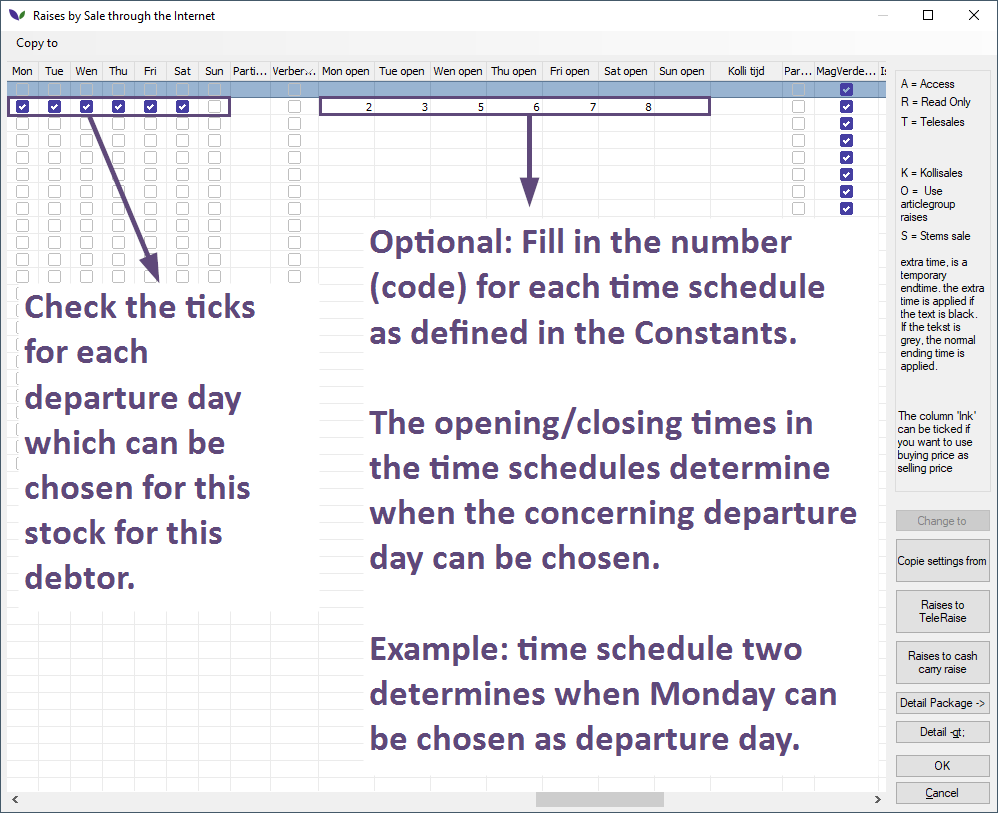 Raises by Sale through the Internet
Copy to
Mon Tue Wen Thu Fri Sat Sun Parti... Verber... Mon open Tue open Wen open Thu open Fri open Sat open Sun open Kolli tijd Par... MagVerde... Is
2 3 5 6 7 8
Check the ticks
for each
departure day
which can be
chosen for this
stock for this
debtor.
Optional: Fill in the number
(code) for each time schedule
as defined in the Constants.
The opening/closing times in
the time schedules determine
when the concerning departure
day can be chosen.
Example: time schedule two
determines when Monday can
be chosen as departure day.
A = Access
R = Read Only
T = Telesales
K = Kollisales
O = Use
articlegroup
raises
S = Stems sale
extra time, is a
temporary
endtime. the extra
time is applied if
the text is black.
If the tekst is
grey, the normal
ending time is
applied.
The column 'Ink'
can be ticked if
you want to use
buying price as
selling price
Change to
Copie settings from
Raises to
TeleRaise
Raises to cash
carry raise
Detail Package ->
Detail -gt;
OK
Cancel